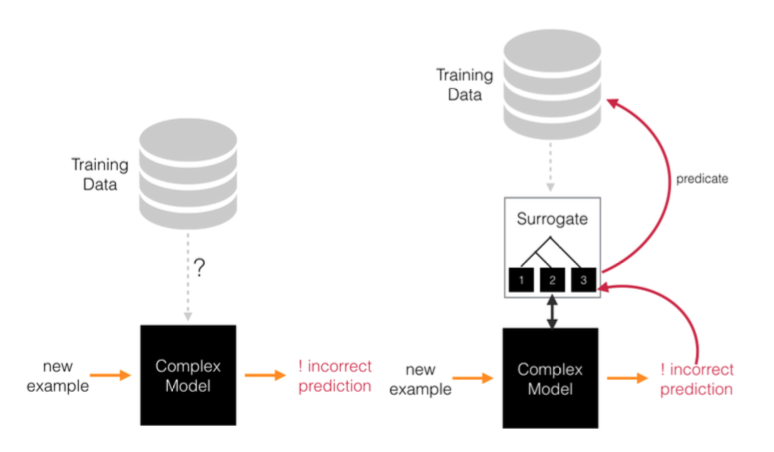 Training
Data
?
Complex
Model
new
example
! incorrect
prediction
Training
Data
predicate
Surrogate
1 2 3
Complex
Model
new
example
! incorrect
prediction